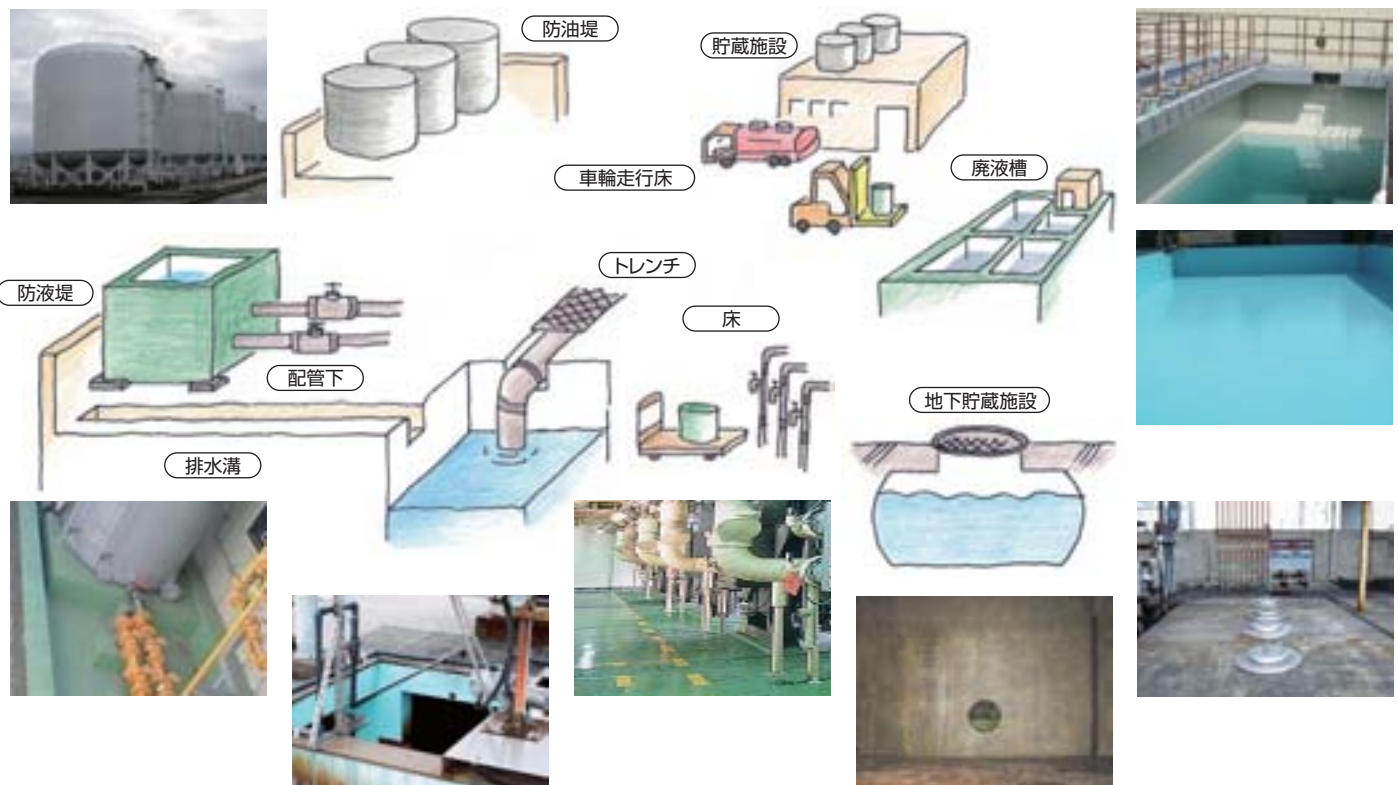 防油堤
貯蔵施設
車輪走行床
廃液槽
防液堤
トレンチ
床
配管下
地下貯蔵施設
排水溝